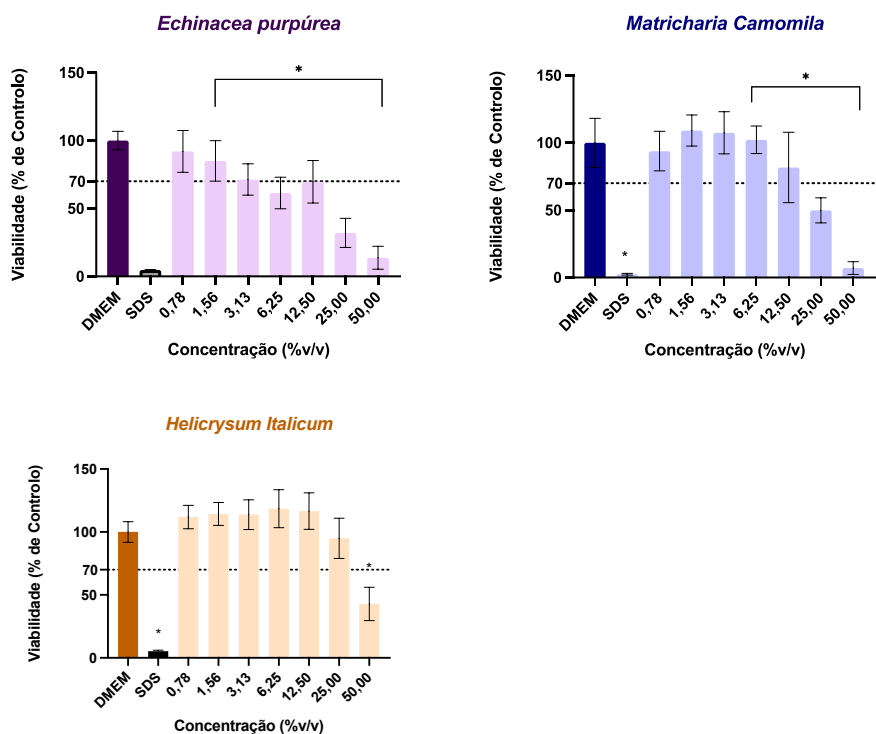 Echinacea purpúrea
Viabilidade (% de Controlo)
150
100
70
50
0
*
DMEM
SDS
0,78
1,56
3,13
6,25
12,50
25,00
50,00
Concentração (%v/v)
Matricharia Camomila
Viabilidade (% de Controlo)
150
100
70
50
0
*
*
DMEM
SDS
0,78
1,56
3,13
6,25
12,50
25,00
50,00
Concentração (%v/v)
Helicrysum Italicum
Viabilidade (% de Controlo)
150
100
70
50
0
*
*
DMEM
SDS
0,78
1,56
3,13
6,25
12,50
25,00
50,00
Concentração (%v/v)